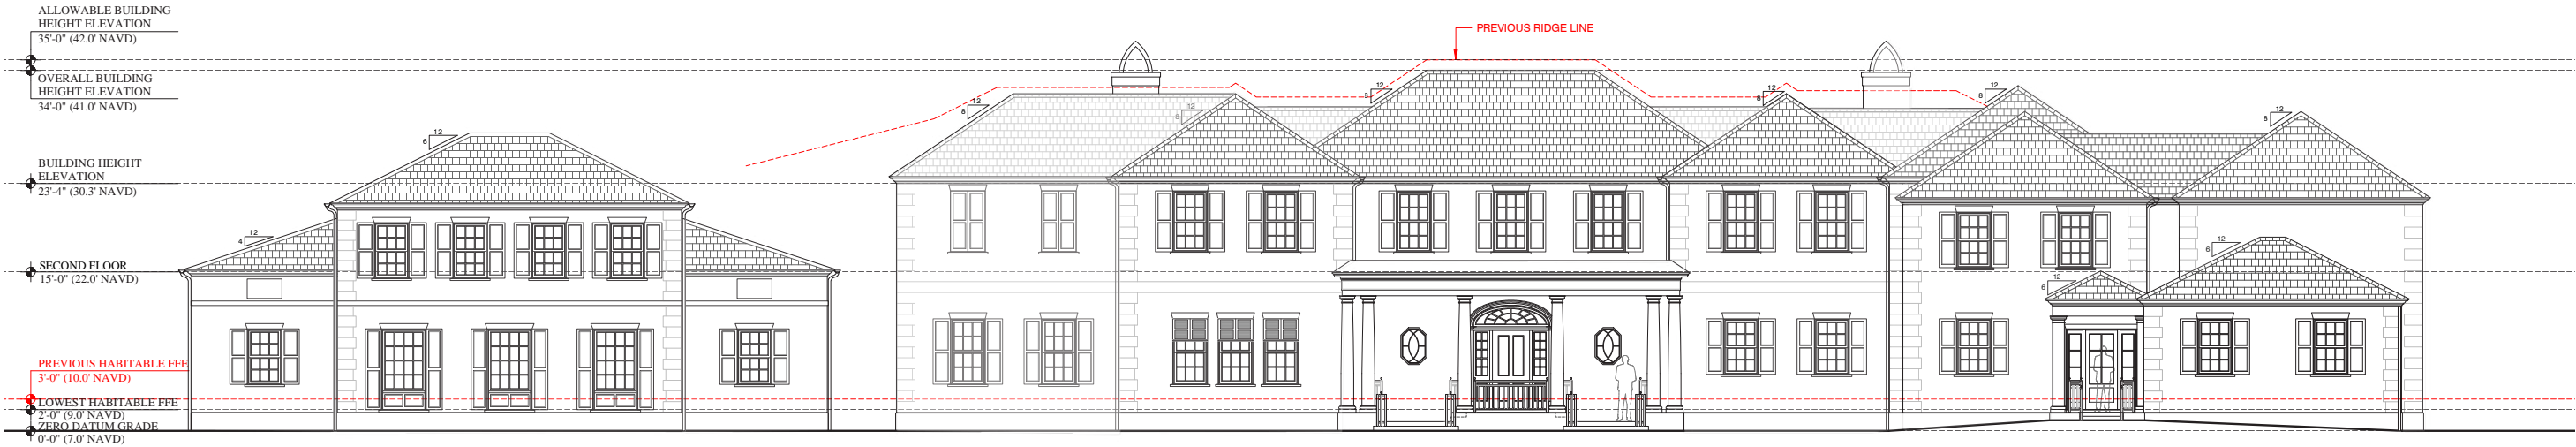 ALLOWABLE BUILDING
HEIGHT ELEVATION
35'-0" (42.0' NAVD)
OVERALL BUILDING
HEIGHT ELEVATION
34'-0" (41.0' NAVD)
BUILDING HEIGHT
ELEVATION
23'-4" (30.3' NAVD)
SECOND FLOOR
15'-0" (22.0' NAVD)
PREVIOUS HABITABLE FFE
3'-0" (10.0' NAVD)
LOWEST HABITABLE FFE
2'-0" (9.0' NAVD)
ZERO DATUM GRADE
0'-0" (7.0' NAVD)
PREVIOUS RIDGE LINE
12
6
12
4
12
8
12
8
12
8
12
8
12
8
12
8
12
6
12
6